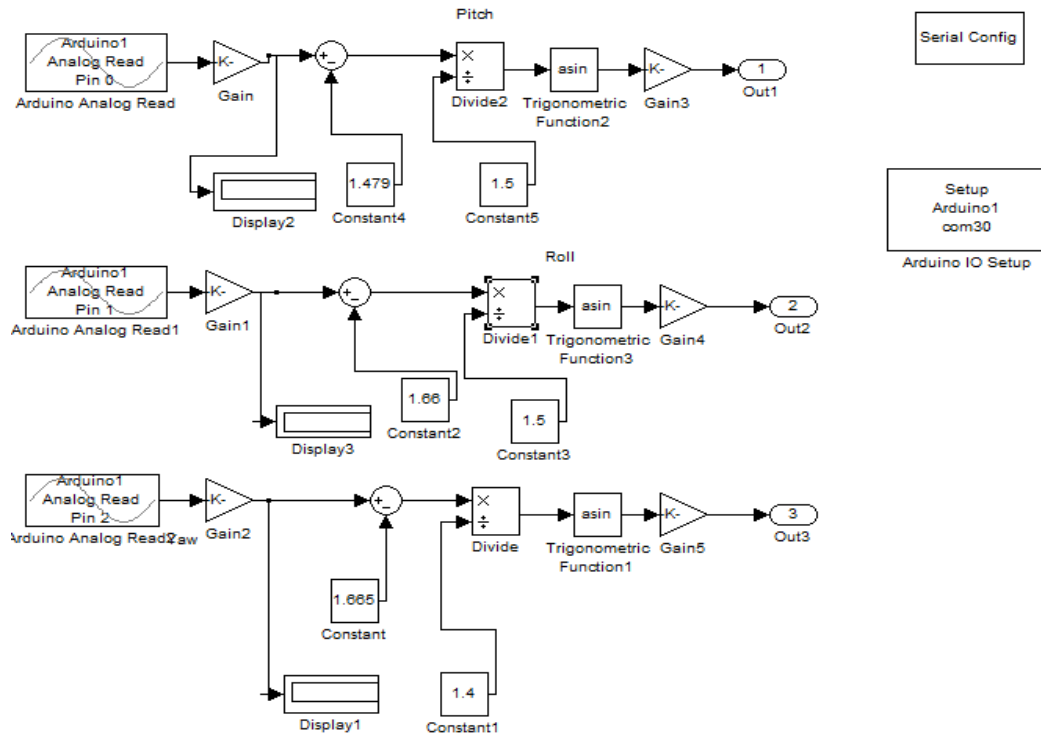 Pitch
Arduino1
Analog Read
Pin 0
Arduino Analog Read
K-
Gain
+
−
×
÷
Divide2
asin
Trigonometric
Function2
K-
Gain3
1
Out1
Serial Config
Display2
1.479
Constant4
1.5
Constant5
Setup
Arduino1
com30
Arduino IO Setup
Roll
Arduino1
Analog Read
Pin 1
Arduino Analog Read1
K-
Gain1
+
−
×
÷
Divide1
asin
Trigonometric
Function3
K-
Gain4
2
Out2
Display3
1.66
Constant2
1.5
Constant3
Arduino1
Analog Read
Pin 2
Arduino Analog Read2
Yaw
K-
Gain2
+
−
×
÷
Divide
asin
Trigonometric
Function1
K-
Gain5
3
Out3
1.665
Constant
Display1
1.4
Constant1